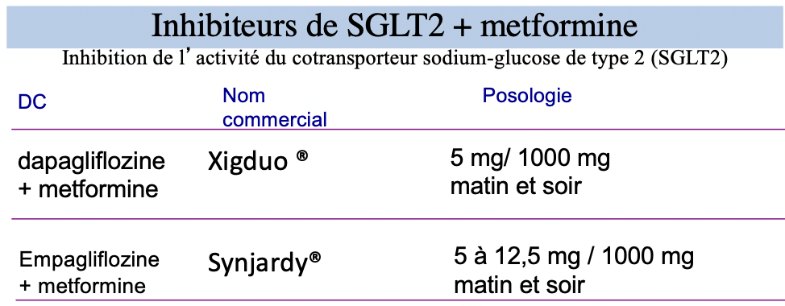 Inhibiteurs de SGLT2 + metformine
Inhibition de l’activité du cotransporteur sodium-glucose de type 2 (SGLT2)
DC
Nom commercial
Posologie
dapagliflozine
+ metformine
Xigduo ®
5 mg/ 1000 mg
matin et soir
Empagliflozine
+ metformine
Synjardy®
5 à 12,5 mg / 1000 mg
matin et soir